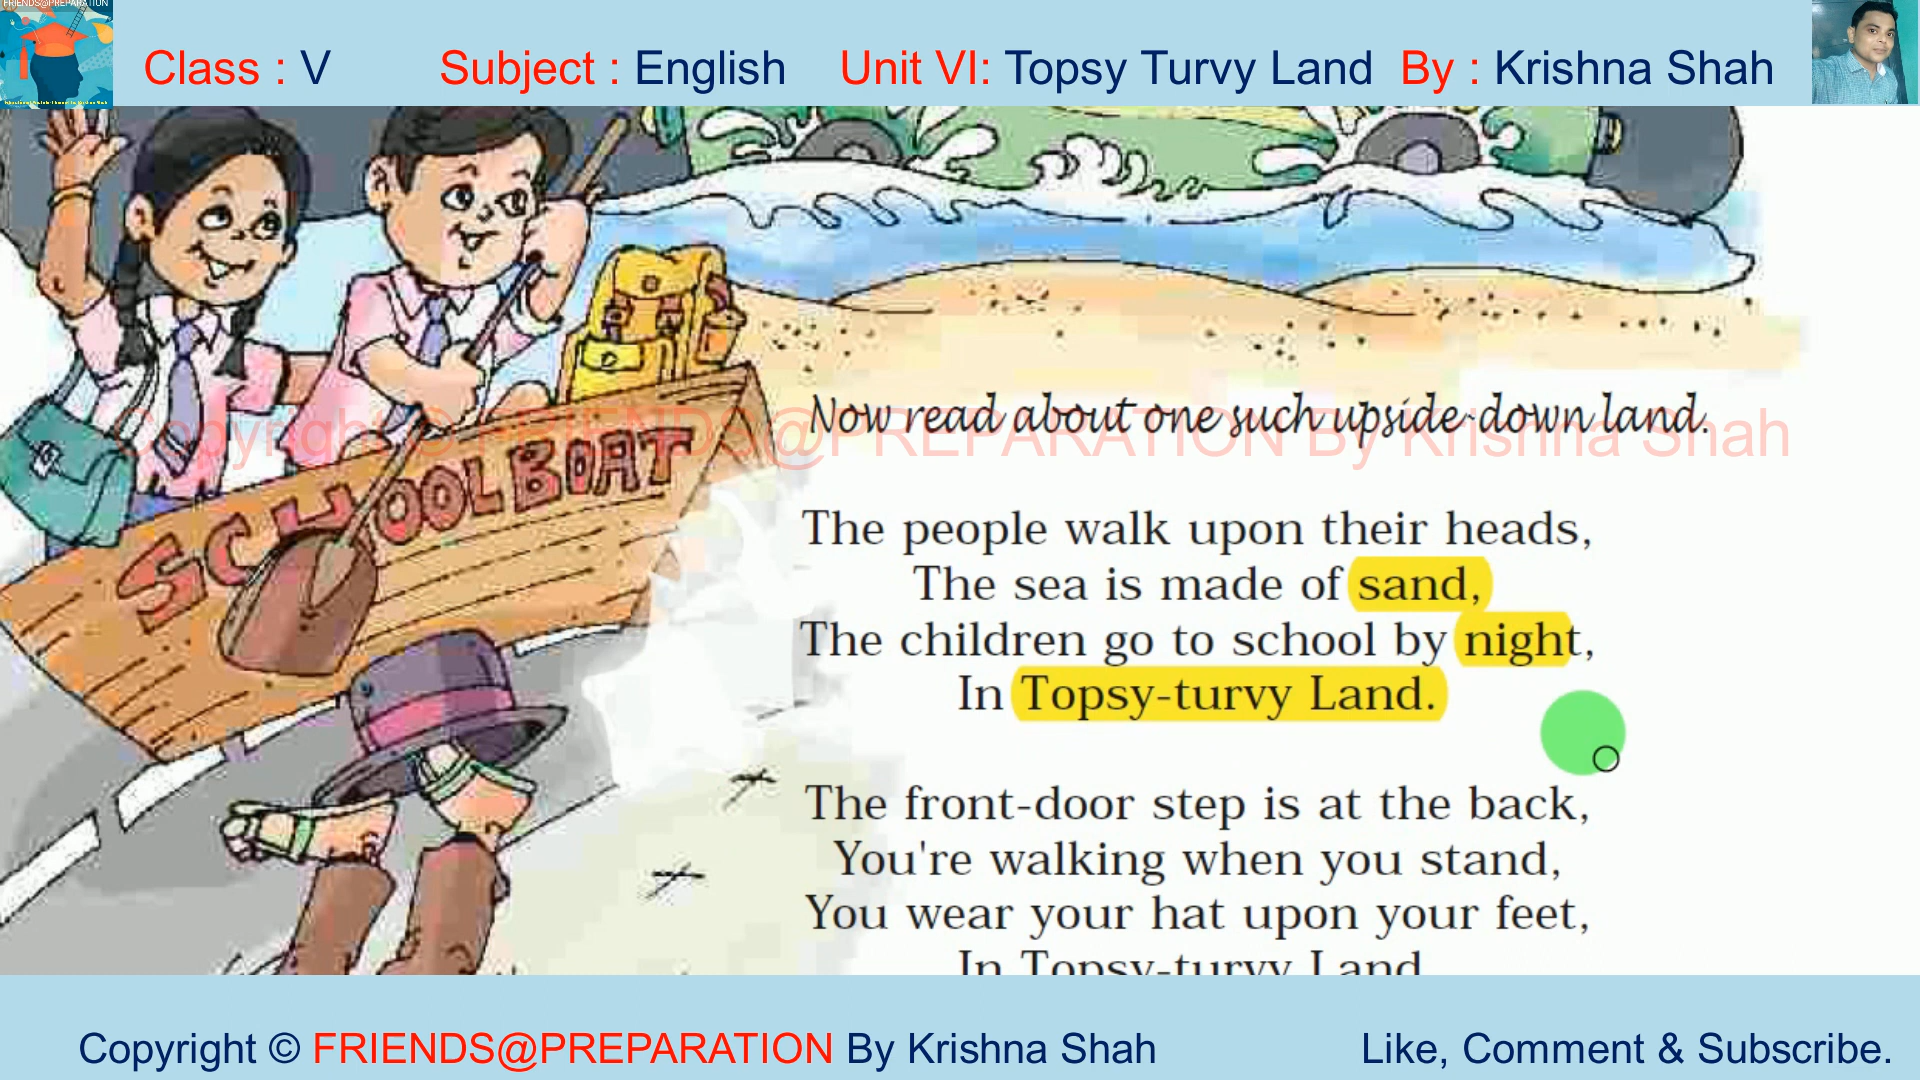 FRIENDS@PREPARATION
Class : V Subject : English Unit VI: Topsy Turvy Land By : Krishna Shah
SCHOOL BOAT
Now read about one such upside-down land.
Copyright © FRIENDS@PREPARATION By Krishna Shah
The people walk upon their heads,
The sea is made of sand,
The children go to school by night,
In Topsy-turvy Land.
The front-door step is at the back,
You're walking when you stand,
You wear your hat upon your feet,
In Topsy-turvy Land
Copyright © FRIENDS@PREPARATION By Krishna Shah Like, Comment & Subscribe.